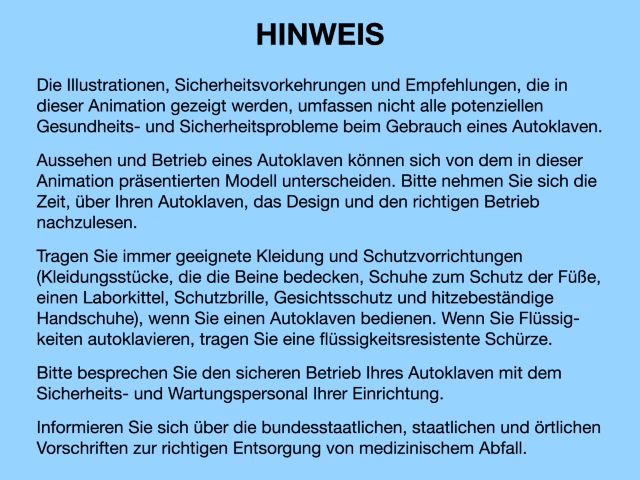 HINWEIS
Die Illustrationen, Sicherheitsvorkehrungen und Empfehlungen, die in
dieser Animation gezeigt werden, umfassen nicht alle potenziellen
Gesundheits- und Sicherheitsprobleme beim Gebrauch eines Autoklaven.
Aussehen und Betrieb eines Autoklaven können sich von dem in dieser
Animation präsentierten Modell unterscheiden. Bitte nehmen Sie sich die
Zeit, über Ihren Autoklaven, das Design und den richtigen Betrieb
nachzulesen.
Tragen Sie immer geeignete Kleidung und Schutzvorrichtungen
(Kleidungsstücke, die die Beine bedecken, Schuhe zum Schutz der Füße,
einen Laborkittel, Schutzbrille, Gesichtsschutz und hitzebeständige
Handschuhe), wenn Sie einen Autoklaven bedienen. Wenn Sie Flüssig-
keiten autoklavieren, tragen Sie eine flüssigkeitsresistente Schürze.
Bitte besprechen Sie den sicheren Betrieb Ihres Autoklaven mit dem
Sicherheits- und Wartungspersonal Ihrer Einrichtung.
Informieren Sie sich über die bundesstaatlichen, staatlichen und örtlichen
Vorschriften zur richtigen Entsorgung von medizinischem Abfall.